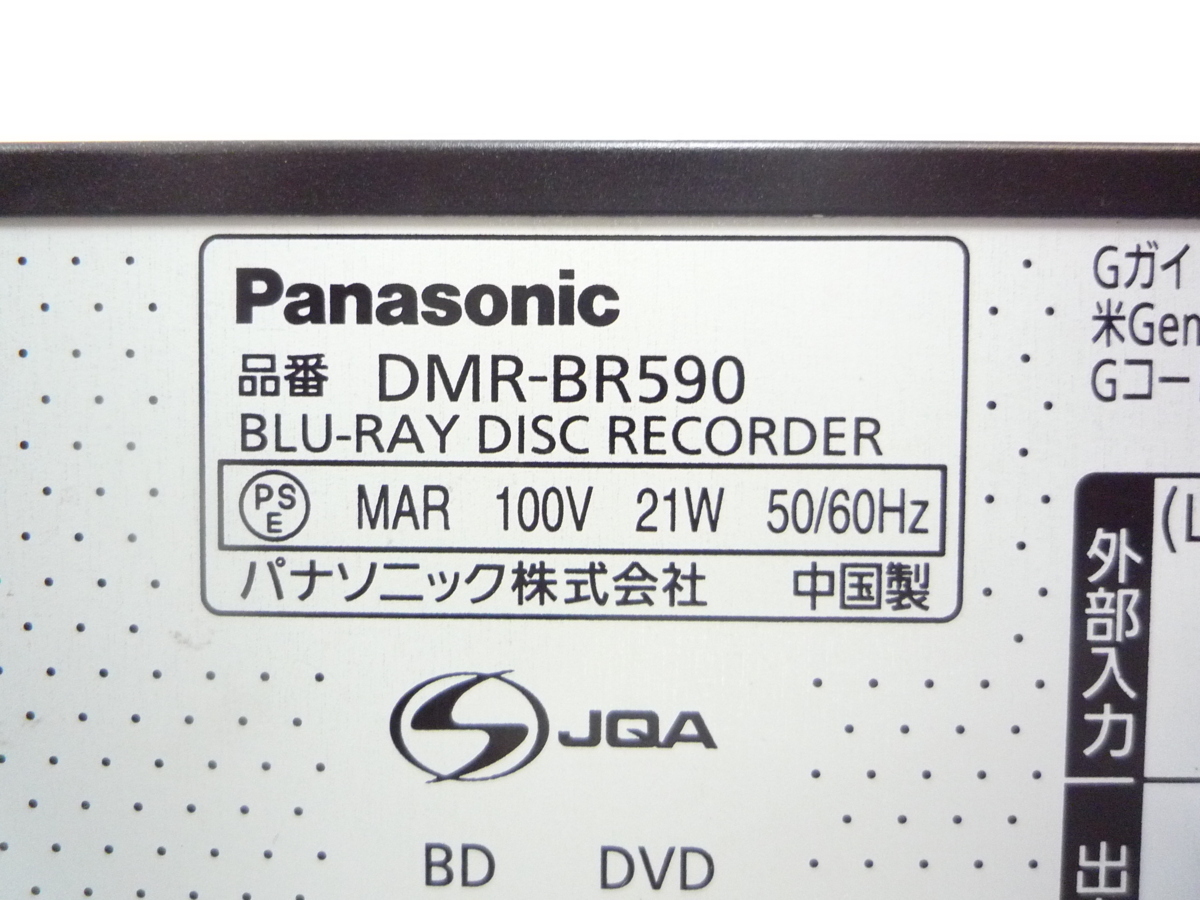 Panasonic
品番 DMR-BR590
BLU-RAY DISC RECORDER
PSE MAR 100V 21W 50/60Hz
パナソニック株式会社 中国製
JQA
BD DVD
Gガイ
米Gem
Gコー
外部入力
(L
出